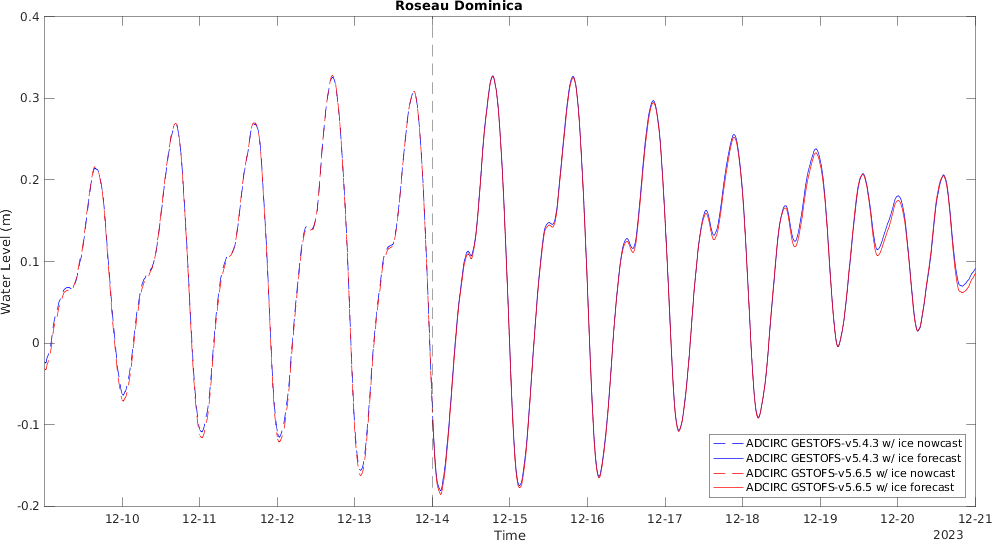 Roseau Dominica
0.4
0.3
0.2
0.1
0
-0.1
-0.2
Water Level (m)
12-10 12-11 12-12 12-13 12-14 12-15 12-16 12-17 12-18 12-19 12-20 12-21
Time
2023
ADCIRC GESTOFS-v5.4.3 w/ ice nowcast
ADCIRC GESTOFS-v5.4.3 w/ ice forecast
ADCIRC GSTOFS-v5.6.5 w/ ice nowcast
ADCIRC GSTOFS-v5.6.5 w/ ice forecast